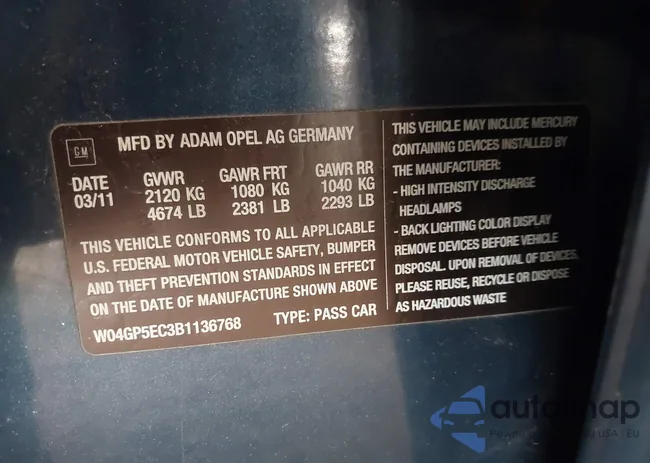 GM
MFD BY ADAM OPEL AG GERMANY
DATE GVWR GAWR FRT GAWR RR
03/11 2120 KG 1080 KG 1040 KG
4674 LB 2381 LB 2293 LB
THIS VEHICLE CONFORMS TO ALL APPLICABLE
U.S. FEDERAL MOTOR VEHICLE SAFETY, BUMPER
AND THEFT PREVENTION STANDARDS IN EFFECT
ON THE DATE OF MANUFACTURE SHOWN ABOVE
W04GP5EC3B1136768 TYPE: PASS CAR
THIS VEHICLE MAY INCLUDE MERCURY
CONTAINING DEVICES INSTALLED BY
THE MANUFACTURER:
- HIGH INTENSITY DISCHARGE
HEADLAMPS
- BACK LIGHTING COLOR DISPLAY
REMOVE DEVICES BEFORE VEHICLE
DISPOSAL. UPON REMOVAL OF DEVICES,
PLEASE REUSE, RECYCLE OR DISPOSE
AS HAZARDOUS WASTE
USA | EU